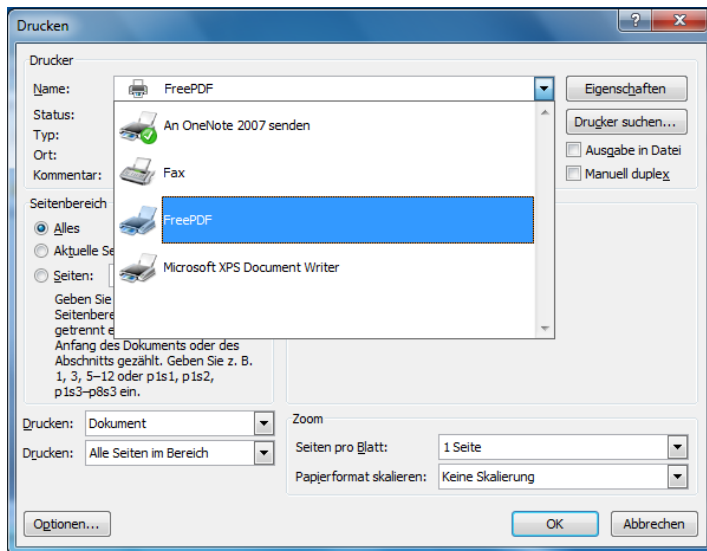 Drucken
Drucker
Name: FreePDF Eigenschaften
Status:
An OneNote 2007 senden
Drucker suchen...
Typ:
Ort:
Ausgabe in Datei
Kommentar:
Fax
Manuell duplex
Seitenbereich
Alles
FreePDF
Aktuelle Se
Seiten:
Microsoft XPS Document Writer
Geben Sie
Seitenbere
getrennt e
Anfang des Dokuments oder des
Abschnitts gezählt. Geben Sie z. B.
1, 3, 5–12 oder p1s1, p1s2,
p1s3–p8s3 ein.
Drucken: Dokument
Drucken: Alle Seiten im Bereich
Zoom
Seiten pro Blatt: 1 Seite
Papierformat skalieren: Keine Skalierung
Optionen...
OK
Abbrechen